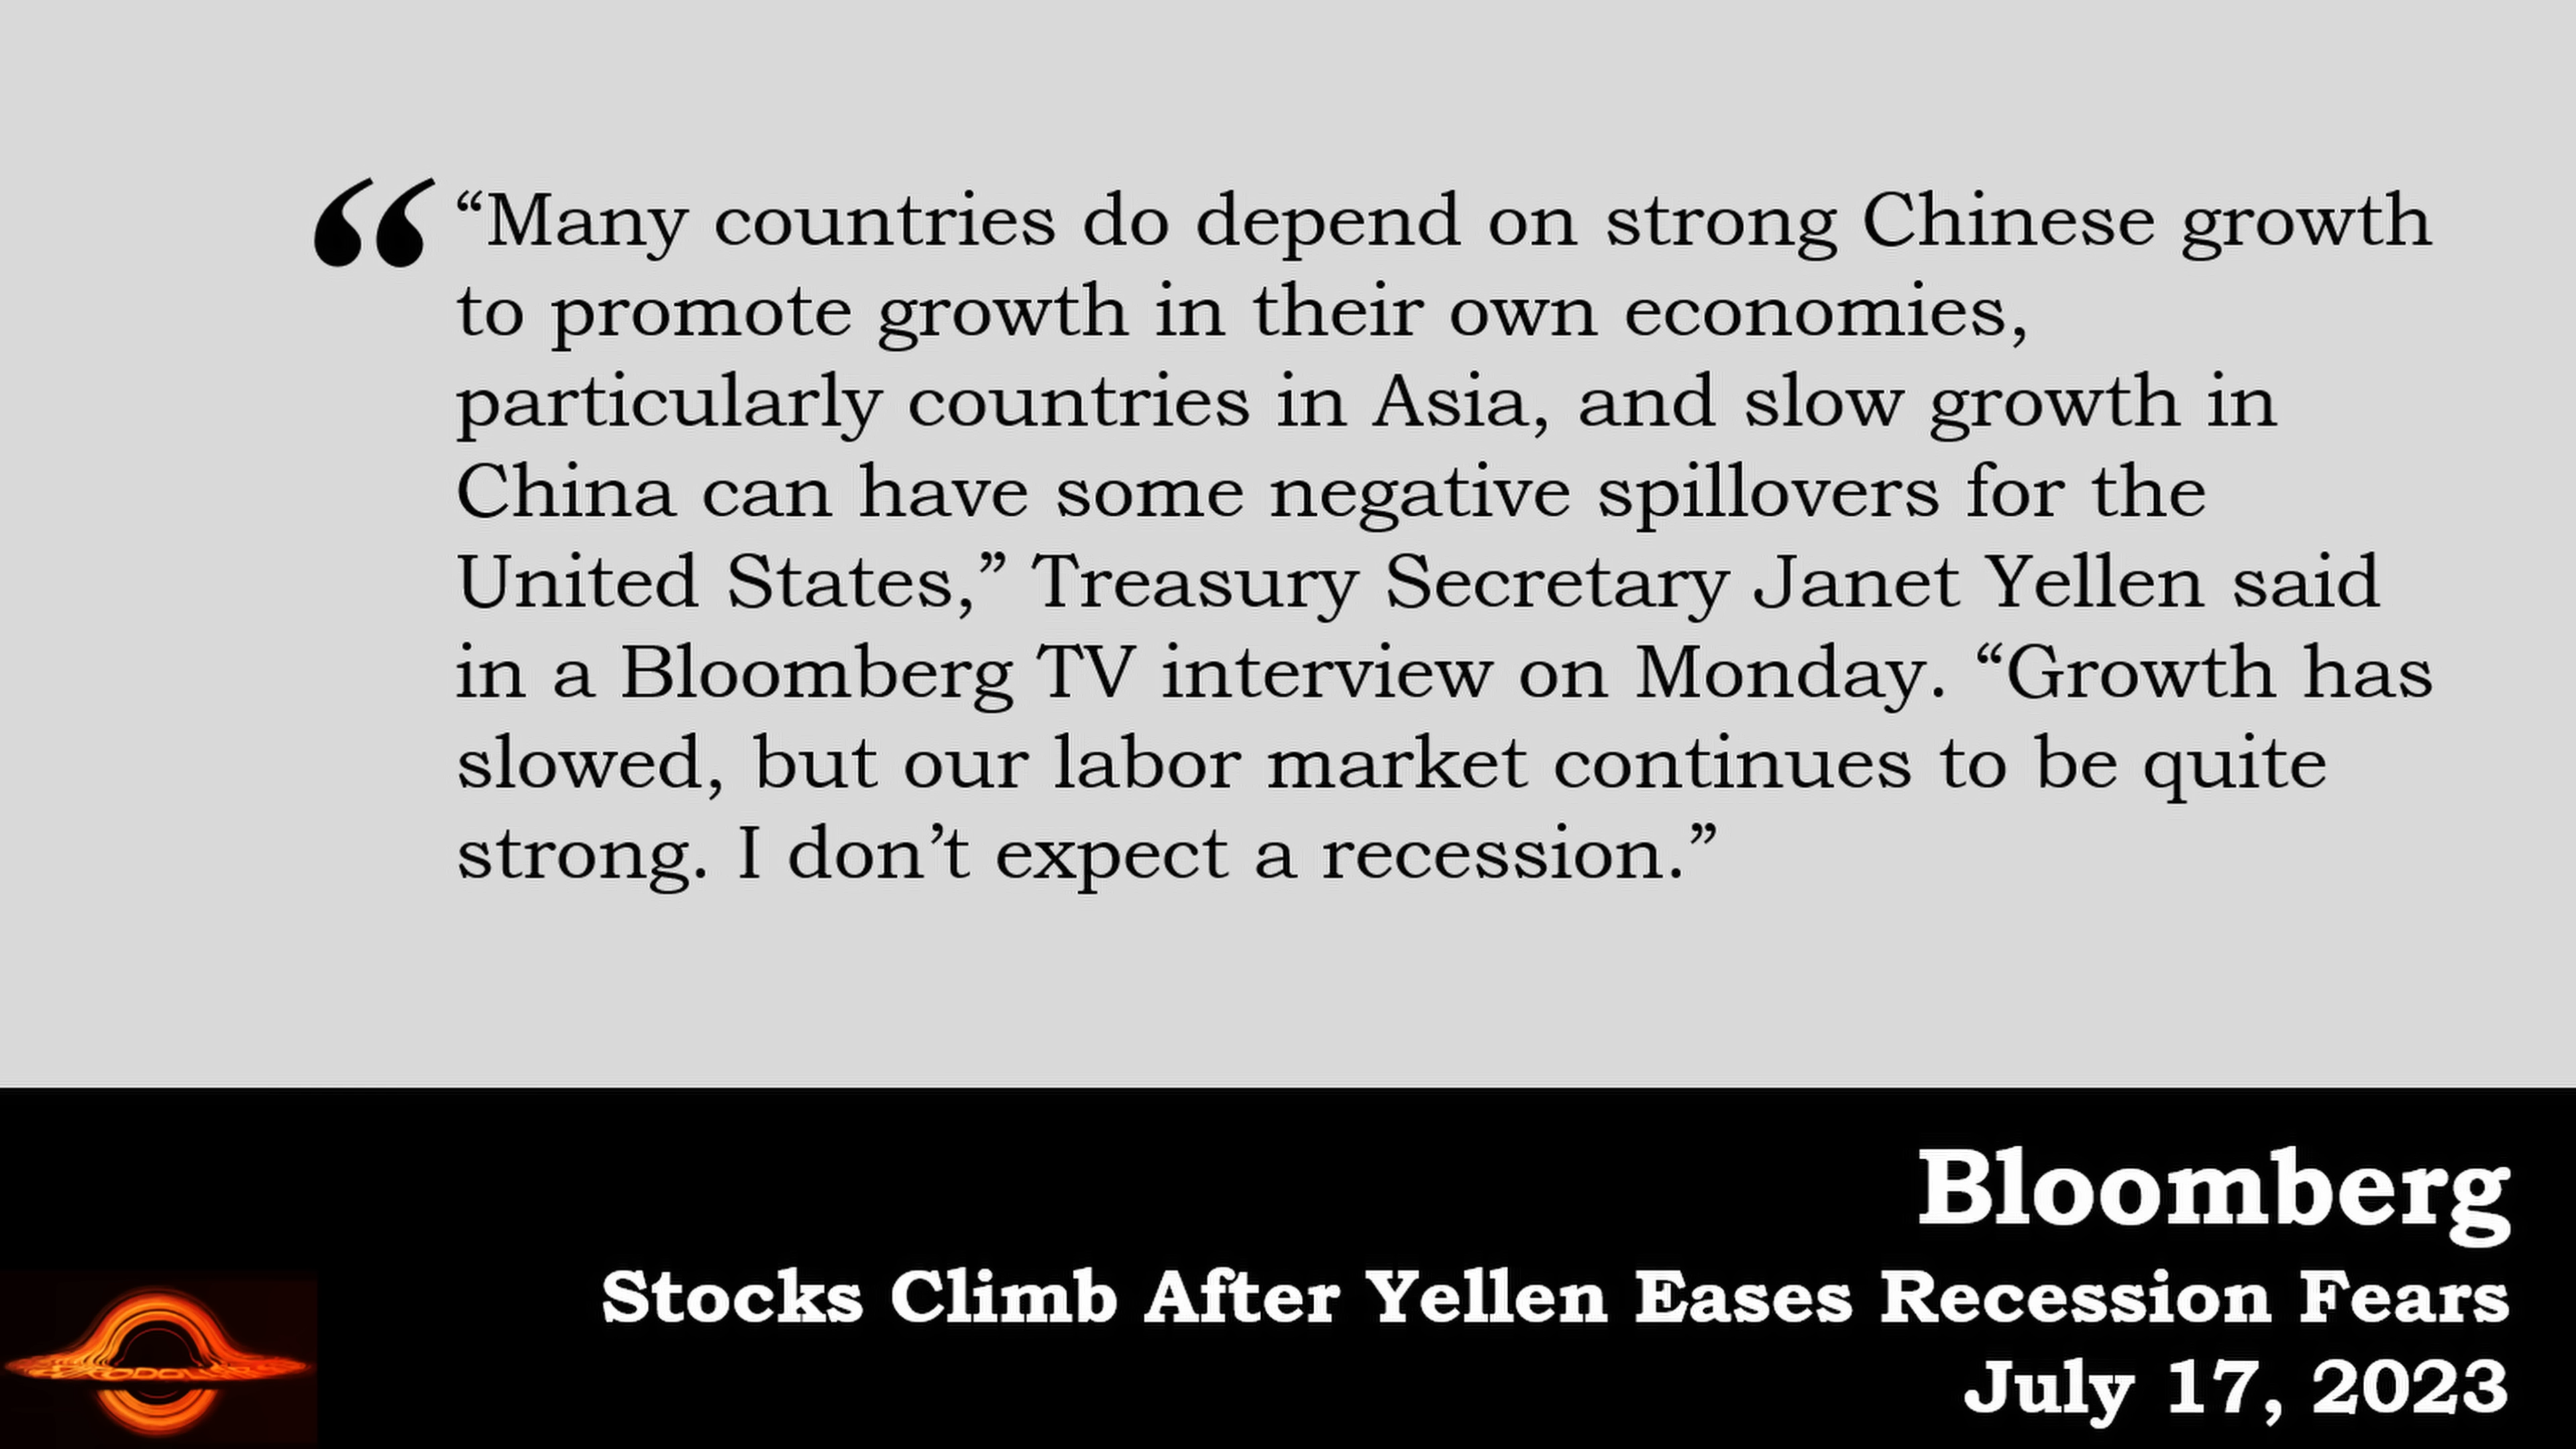 “Many countries do depend on strong Chinese growth
to promote growth in their own economies,
particularly countries in Asia, and slow growth in
China can have some negative spillovers for the
United States,” Treasury Secretary Janet Yellen said
in a Bloomberg TV interview on Monday. “Growth has
slowed, but our labor market continues to be quite
strong. I don’t expect a recession.”
Bloomberg
Stocks Climb After Yellen Eases Recession Fears
July 17, 2023